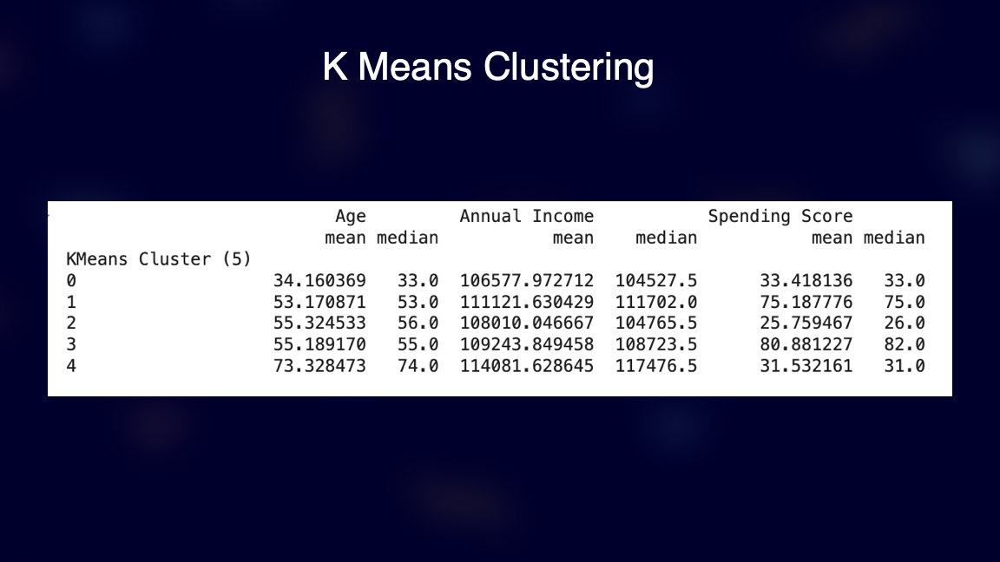 K Means Clustering
Age Annual Income Spending Score
mean median mean median mean median
KMeans Cluster (5)
0 34.160369 33.0 106577.972712 104527.5 33.418136 33.0
1 53.170871 53.0 111121.630429 111702.0 75.187776 75.0
2 55.324533 56.0 108010.046667 104765.5 25.759467 26.0
3 55.189170 55.0 109243.849458 108723.5 80.881227 82.0
4 73.328473 74.0 114081.628645 117476.5 31.532161 31.0